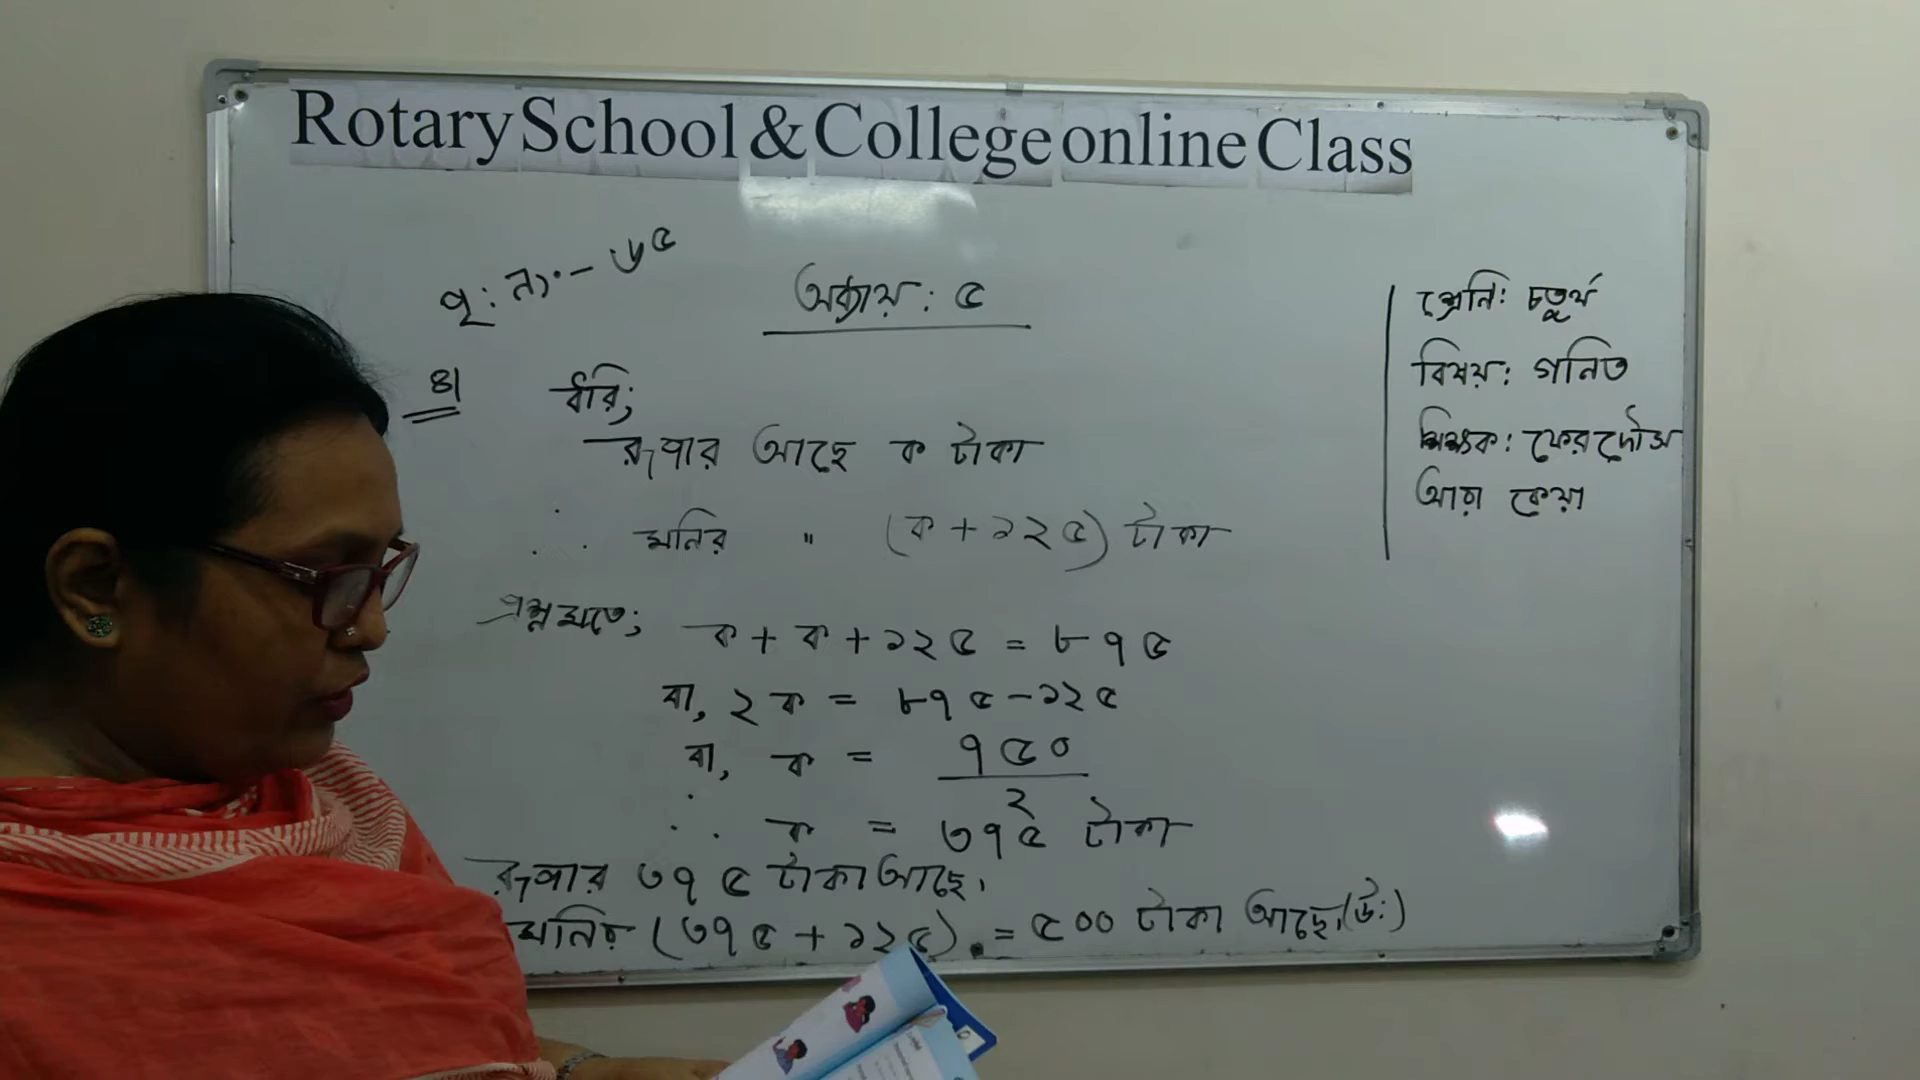 Rotary School & College online Class
পৃ: নং:- ৬৫
অধ্যায়: ৫
৪।
ধরি;
রূপার আছে ক টাকা
∴ মনির " (ক + ১২৫) টাকা
প্রশ্নমতে;
ক + ক + ১২৫ = ৮৭৫
বা, ২ক = ৮৭৫ - ১২৫
বা, ক = ৭৫০/২
∴ ক = ৩৭৫ টাকা
রূপার ৩৭৫ টাকা আছে।
মনির (৩৭৫ + ১২৫) = ৫০০ টাকা আছে। (উ:)
শ্রেনি: চতুর্থ
বিষয়: গনিত
শিক্ষক: ফেরদৌস
আরা কেয়া